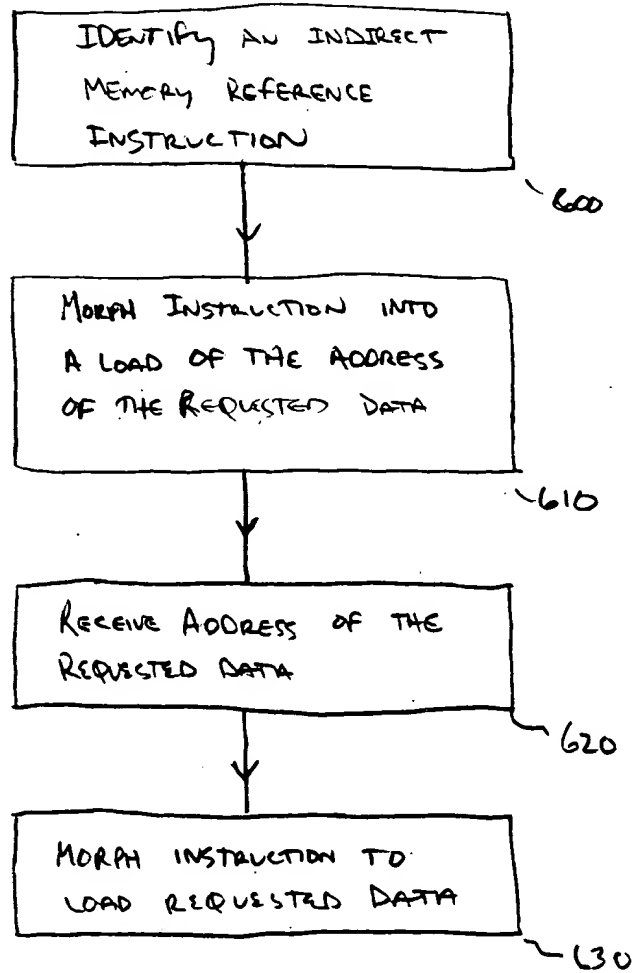 IDENTIFY AN INDIRECT
MEMORY REFERENCE
INSTRUCTION
600
MORPH INSTRUCTION INTO
A LOAD OF THE ADDRESS
OF THE REQUESTED DATA
610
RECEIVE ADDRESS OF THE
REQUESTED DATA
620
MORPH INSTRUCTION TO
LOAD REQUESTED DATA
630